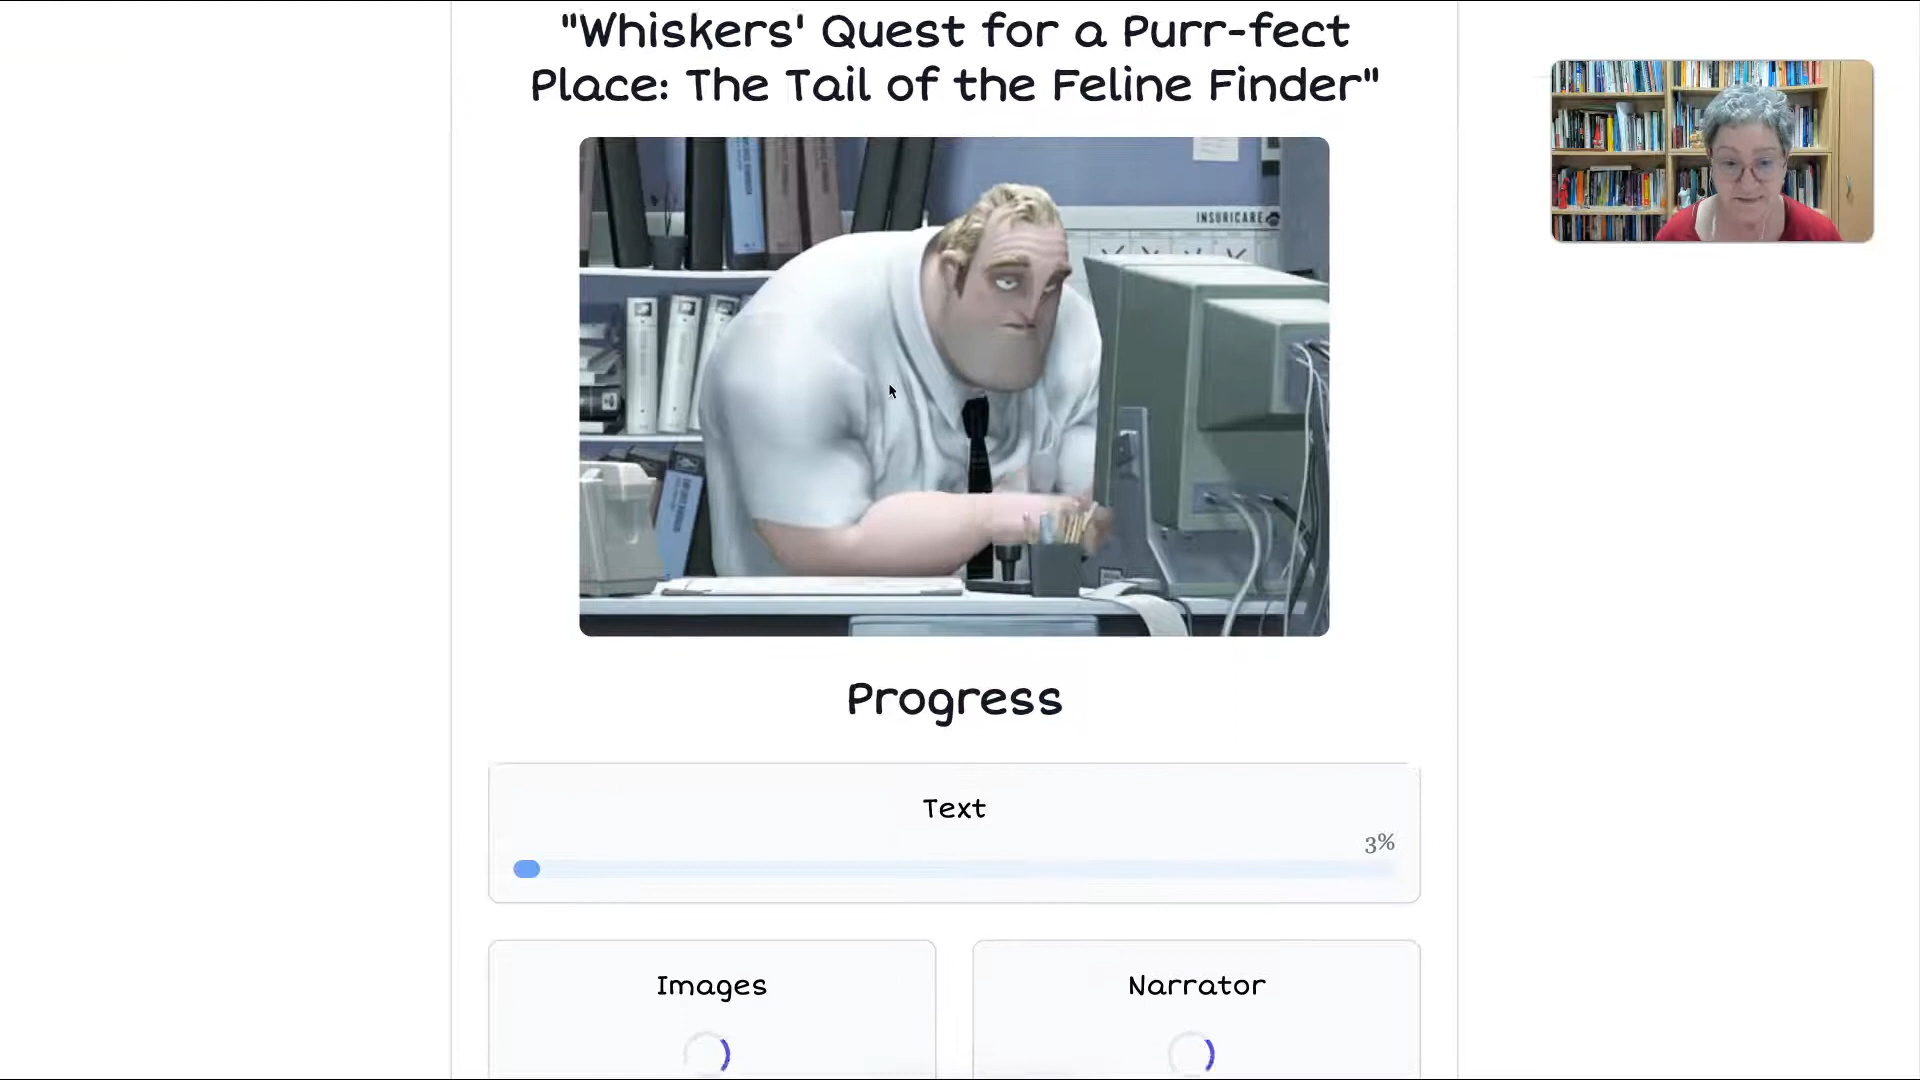 "Whiskers' Quest for a Purr-fect
Place: The Tail of the Feline Finder"
INSURICARE
Progress
Text
3%
Images
Narrator